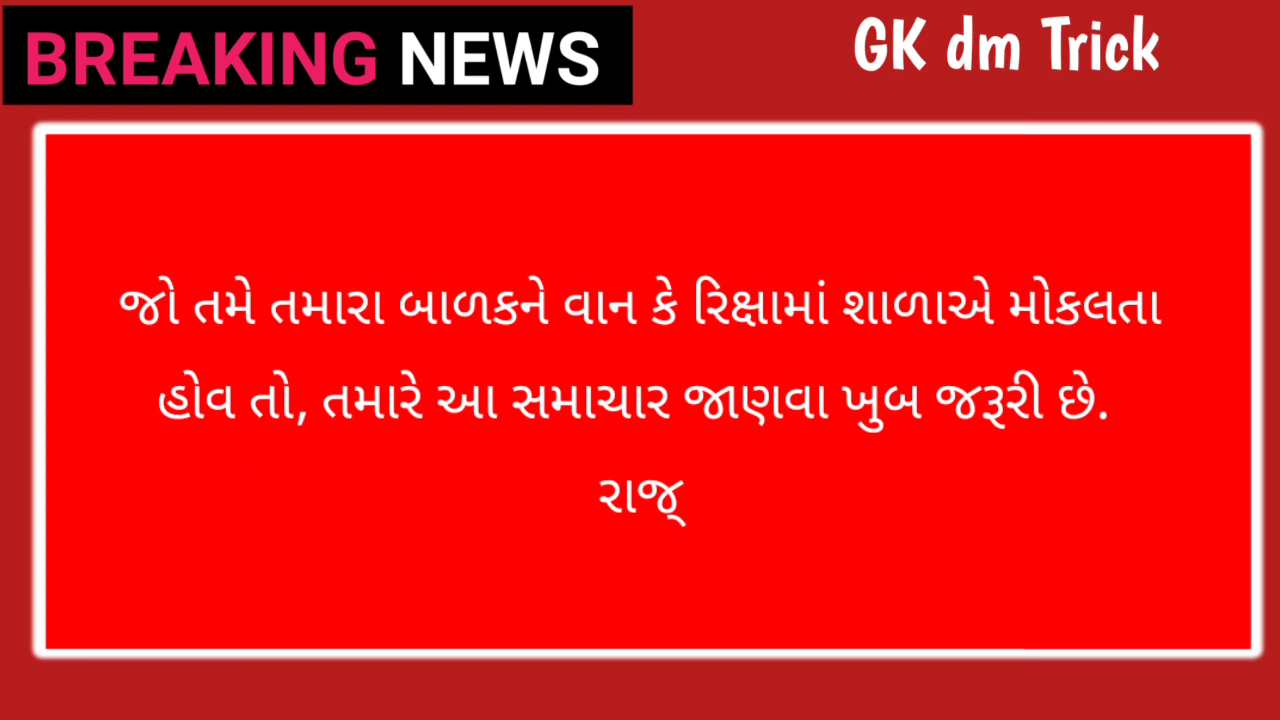 BREAKING NEWS
GK dm Trick
જો તમે તમારા બાળકને વાન કે રિક્ષામાં શાળાએ મોકલતા
હોવ તો, તમારે આ સમાચાર જાણવા ખુબ જરૂરી છે.
રાજ્